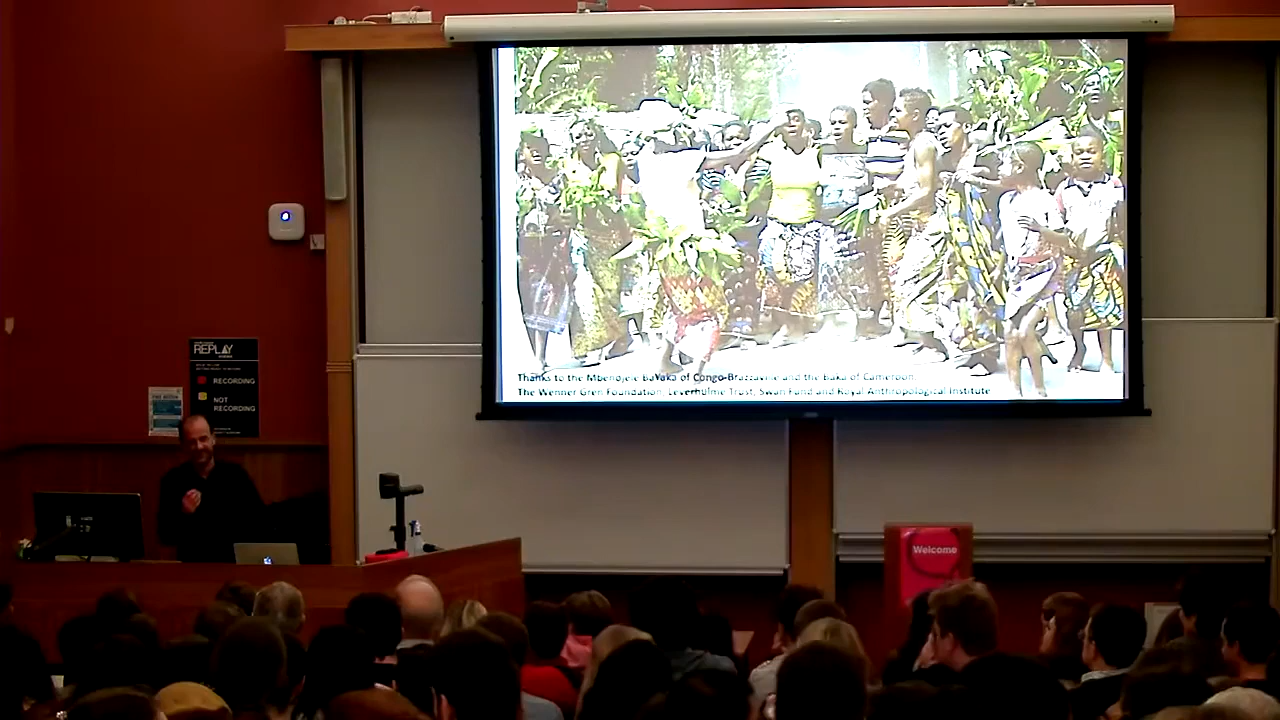 Thanks to the Mbendjele BaYaka of Congo-Brazzaville and the Baka of Cameroon.
The Wenner Gren Foundation, Leverhulme Trust, Swan Fund and Royal Anthropological Institute
REPLAY
RECORDING
NOT
RECORDING
Welcome